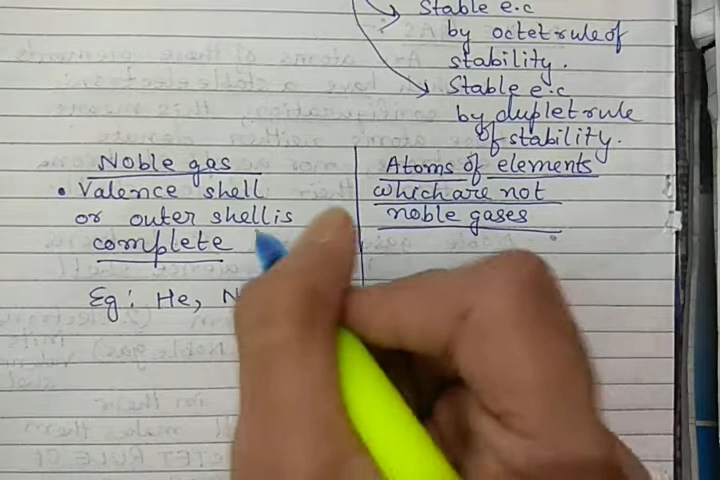 Stable e.c
by octet rule of
stability.
Stable e.c
by duplet rule
of stability.
Noble gas
• Valence shell
or outer shell is
complete
Eg: He, N
Atoms of elements
which are not
noble gases